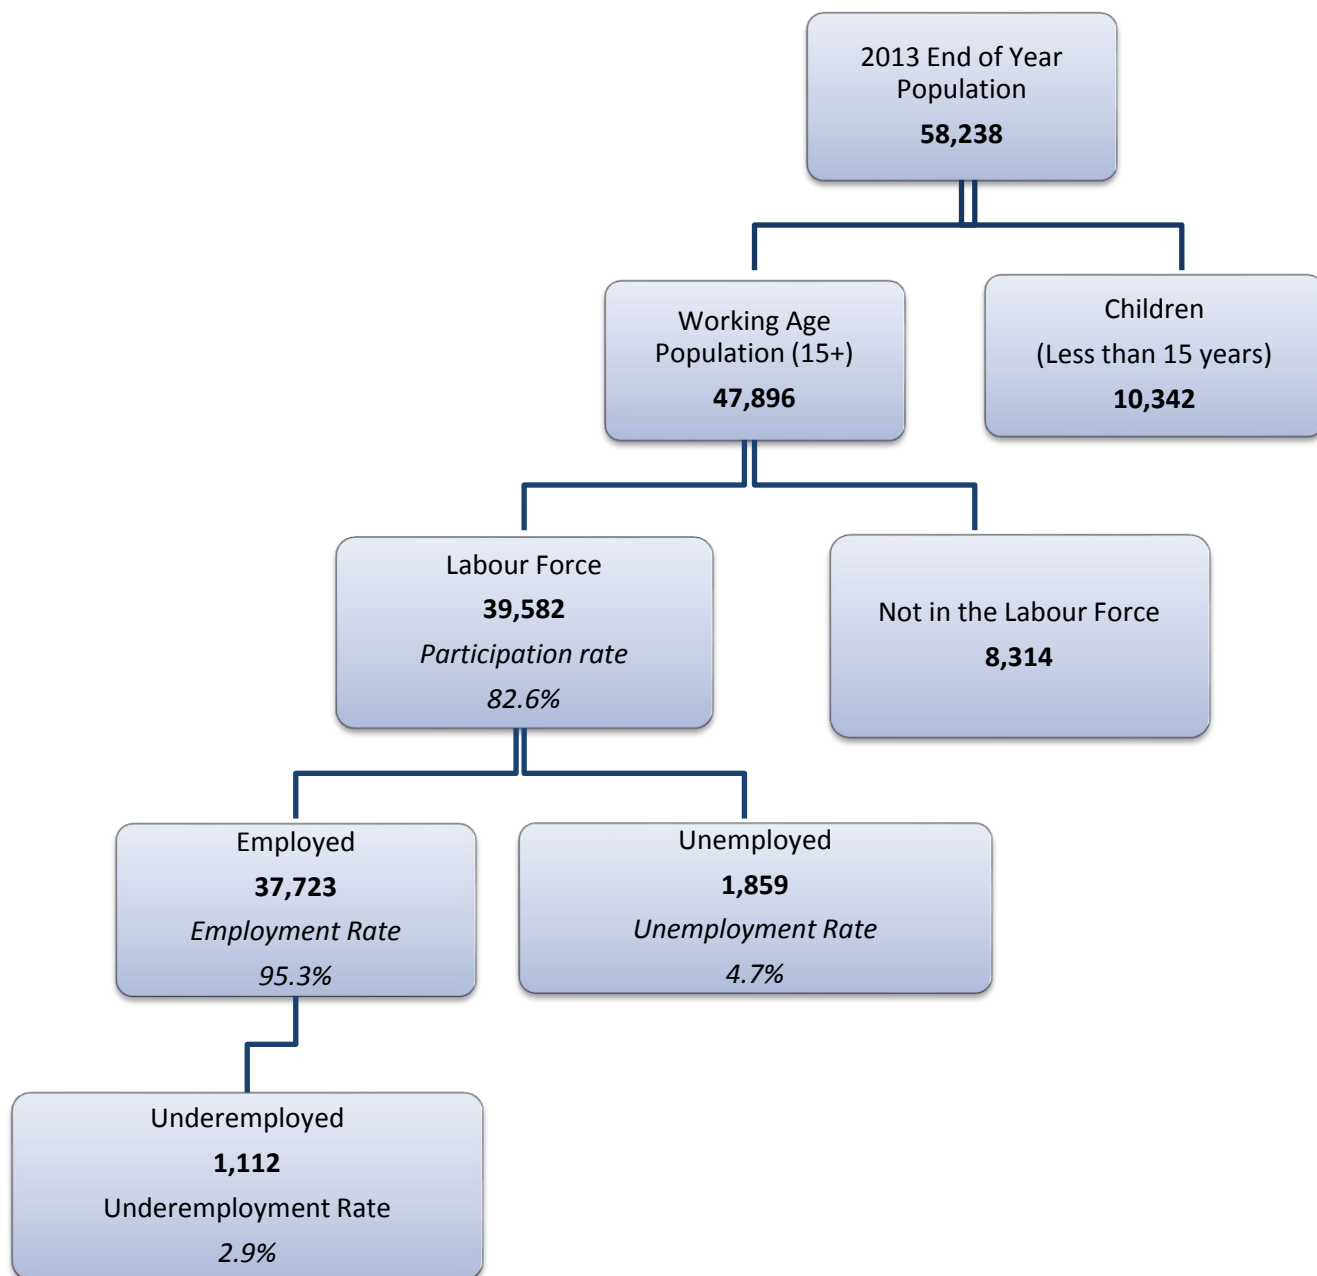 2013 End of Year
Population
58,238
Working Age
Population (15+)
47,896
Children
(Less than 15 years)
10,342
Labour Force
39,582
Participation rate
82.6%
Not in the Labour Force
8,314
Employed
37,723
Employment Rate
95.3%
Unemployed
1,859
Unemployment Rate
4.7%
Underemployed
1,112
Underemployment Rate
2.9%